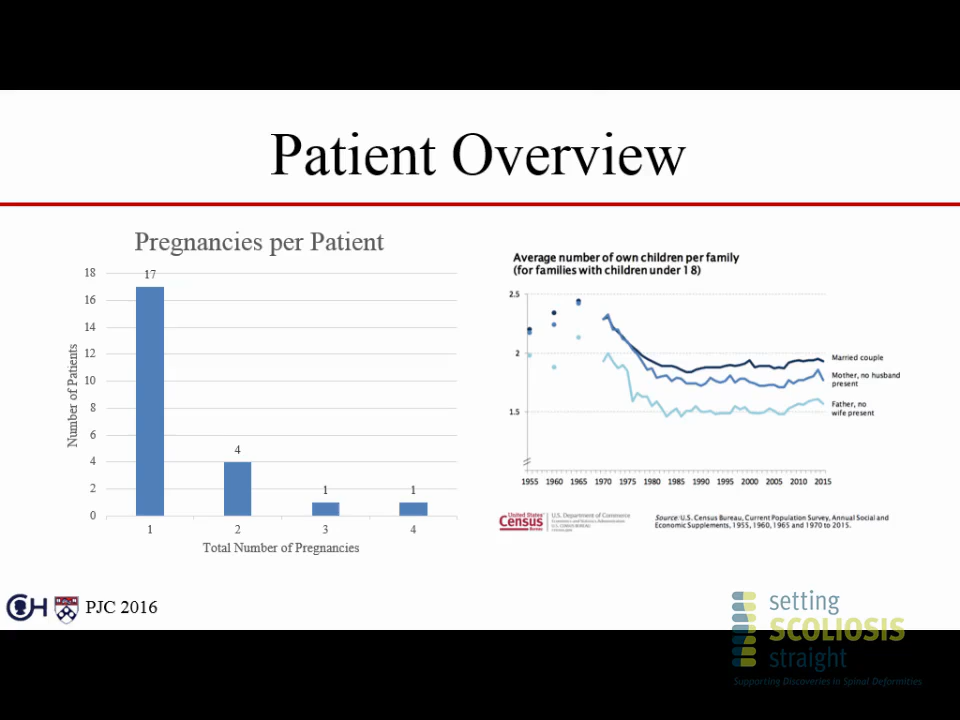 Patient Overview
Pregnancies per Patient
18
16
14
12
10
8
6
4
2
0
17
4
1
1
1
2
3
4
Number of Patients
Total Number of Pregnancies
Average number of own children per family
(for families with children under 18)
2.5
2
1.5
Married couple
Mother, no husband
present
Father, no
wife present
1955 1960 1965 1970 1975 1980 1985 1990 1995 2000 2005 2010 2015
United States
Census
Bureau
U.S. Department of Commerce
Economics and Statistics Administration
U.S. CENSUS BUREAU
Source: U.S. Census Bureau, Current Population Survey, Annual Social and
Economic Supplements, 1955, 1960, 1965 and 1970 to 2015.
CH
PJC 2016
setting
SCOLIOSIS
straight
Supporting Discoveries in Spinal Deformities